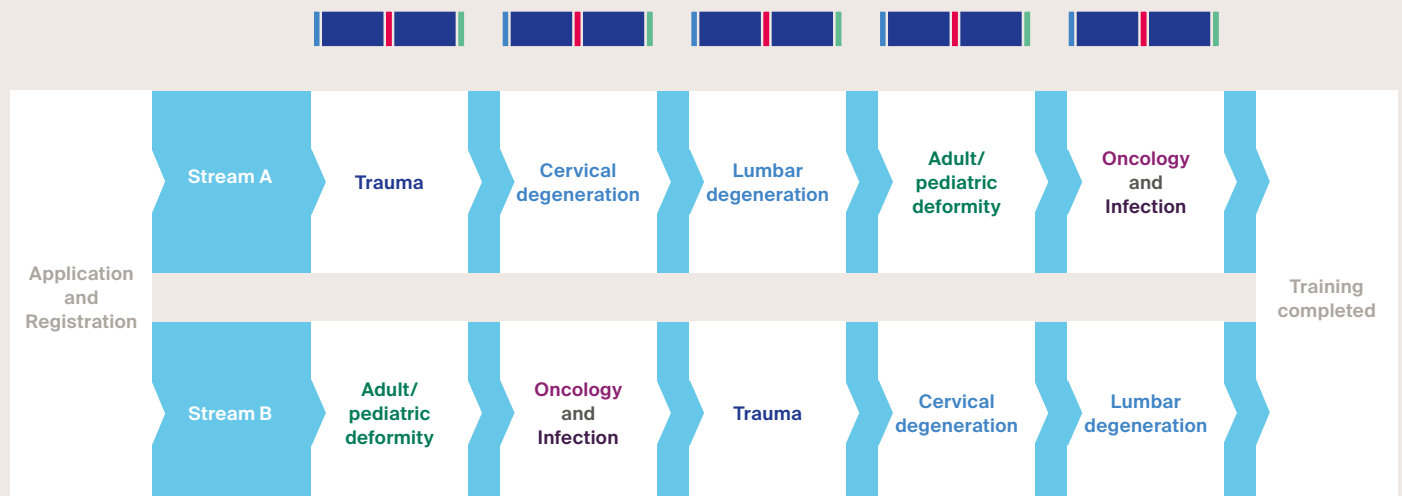 Application
and
Registration
Stream A
Trauma
Cervical
degeneration
Lumbar
degeneration
Adult/
pediatric
deformity
Oncology
and
Infection
Stream B
Adult/
pediatric
deformity
Oncology
and
Infection
Trauma
Cervical
degeneration
Lumbar
degeneration
Training
completed